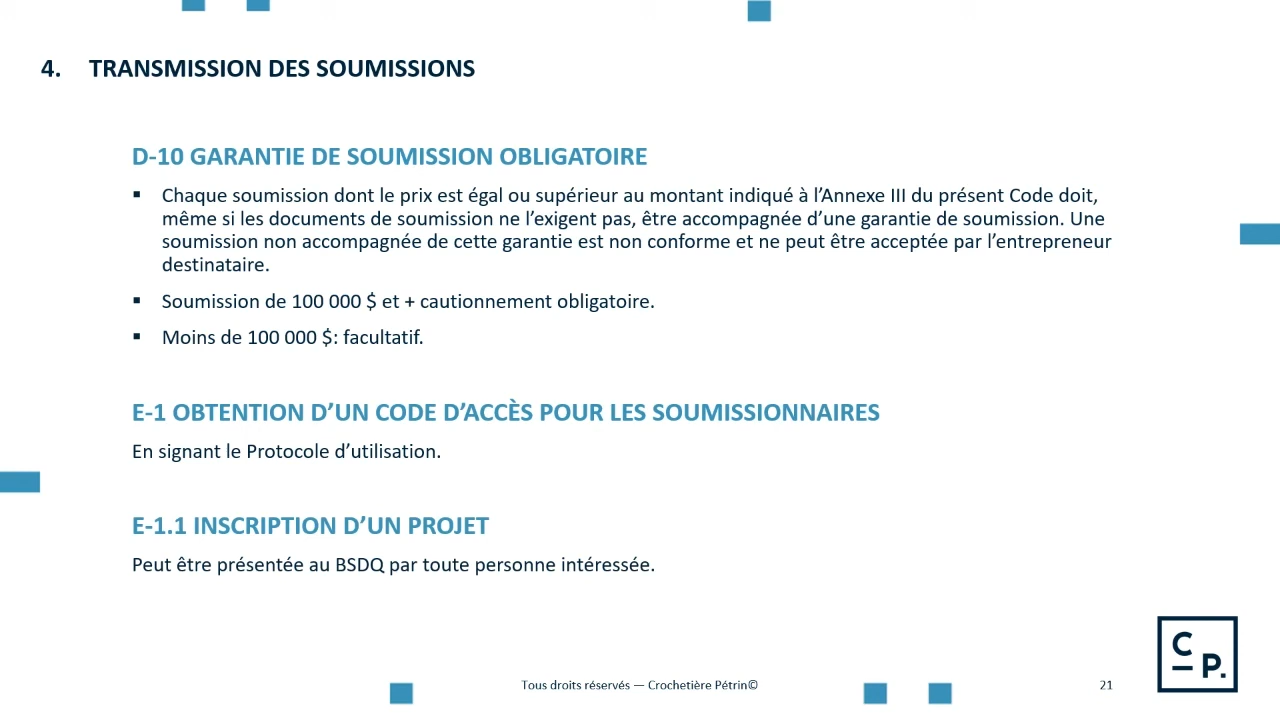 4. TRANSMISSION DES SOUMISSIONS
D-10 GARANTIE DE SOUMISSION OBLIGATOIRE
▪ Chaque soumission dont le prix est égal ou supérieur au montant indiqué à l’Annexe III du présent Code doit,
même si les documents de soumission ne l’exigent pas, être accompagnée d’une garantie de soumission. Une
soumission non accompagnée de cette garantie est non conforme et ne peut être acceptée par l’entrepreneur
destinataire.
▪ Soumission de 100 000 $ et + cautionnement obligatoire.
▪ Moins de 100 000 $: facultatif.
E-1 OBTENTION D’UN CODE D’ACCÈS POUR LES SOUMISSIONNAIRES
En signant le Protocole d’utilisation.
E-1.1 INSCRIPTION D’UN PROJET
Peut être présentée au BSDQ par toute personne intéressée.
C P.
Tous droits réservés — Crochetière Pétrin©
21